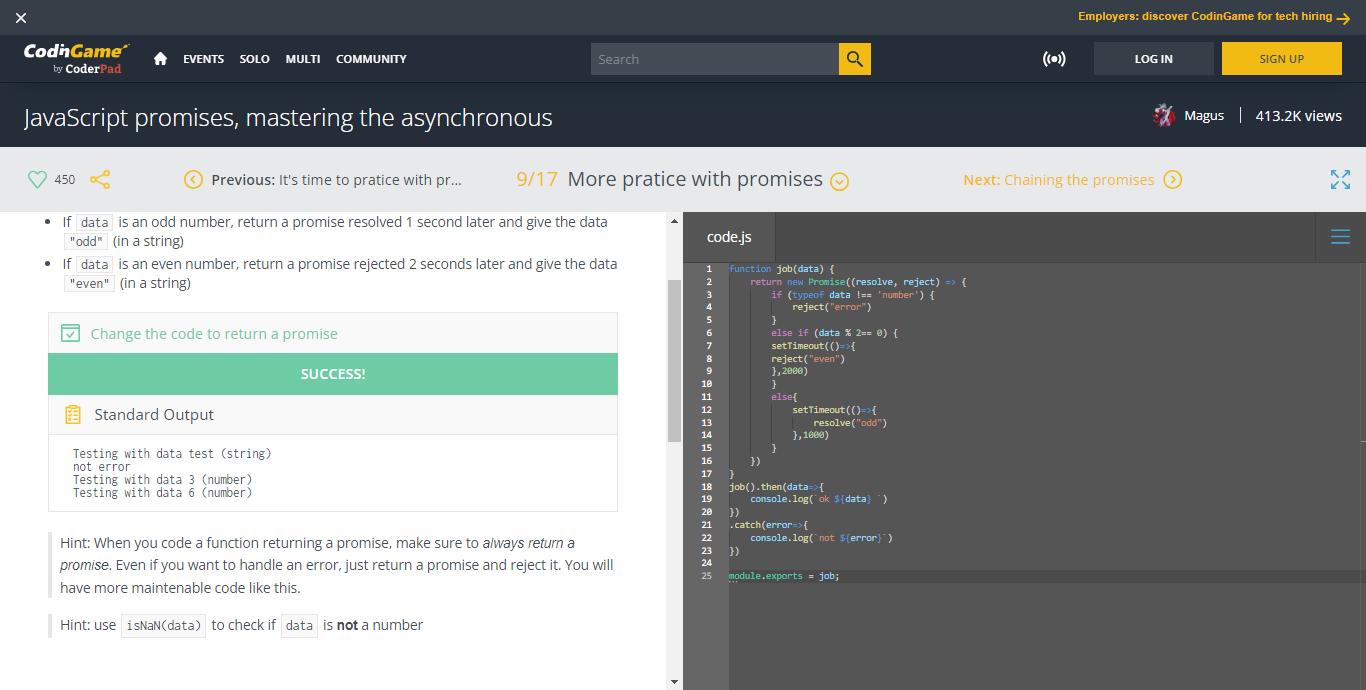 Employers: discover CodinGame for tech hiring
CodinGame
by CoderPad
EVENTS SOLO MULTI COMMUNITY
Search
LOG IN
SIGN UP
JavaScript promises, mastering the asynchronous
Magus
413.2K views
450
Previous: It's time to pratice with pr...
9/17 More pratice with promises
Next: Chaining the promises
If data is an odd number, return a promise resolved 1 second later and give the data
"odd" (in a string)
If data is an even number, return a promise rejected 2 seconds later and give the data
"even" (in a string)
Change the code to return a promise
SUCCESS!
Standard Output
Testing with data test (string)
not error
Testing with data 3 (number)
Testing with data 6 (number)
Hint: When you code a function returning a promise, make sure to always return a
promise. Even if you want to handle an error, just return a promise and reject it. You will
have more maintenable code like this.
Hint: use isNaN(data) to check if data is not a number
code.js
1 function job(data) {
2 return new Promise((resolve, reject) => {
3 if (typeof data !== 'number') {
4 reject("error")
5 }
6 else if (data % 2== 0) {
7 setTimeout(()=>{
8 reject("even")
9 },2000)
10 }
11 else{
12 setTimeout(()=>{
13 resolve("odd")
14 },1000)
15 }
16 })
17 }
18 job().then(data=>{
19 console.log(`ok ${data} `)
20 })
21 .catch(error=>{
22 console.log(`not ${error}`)
23 })
24
25 module.exports = job;